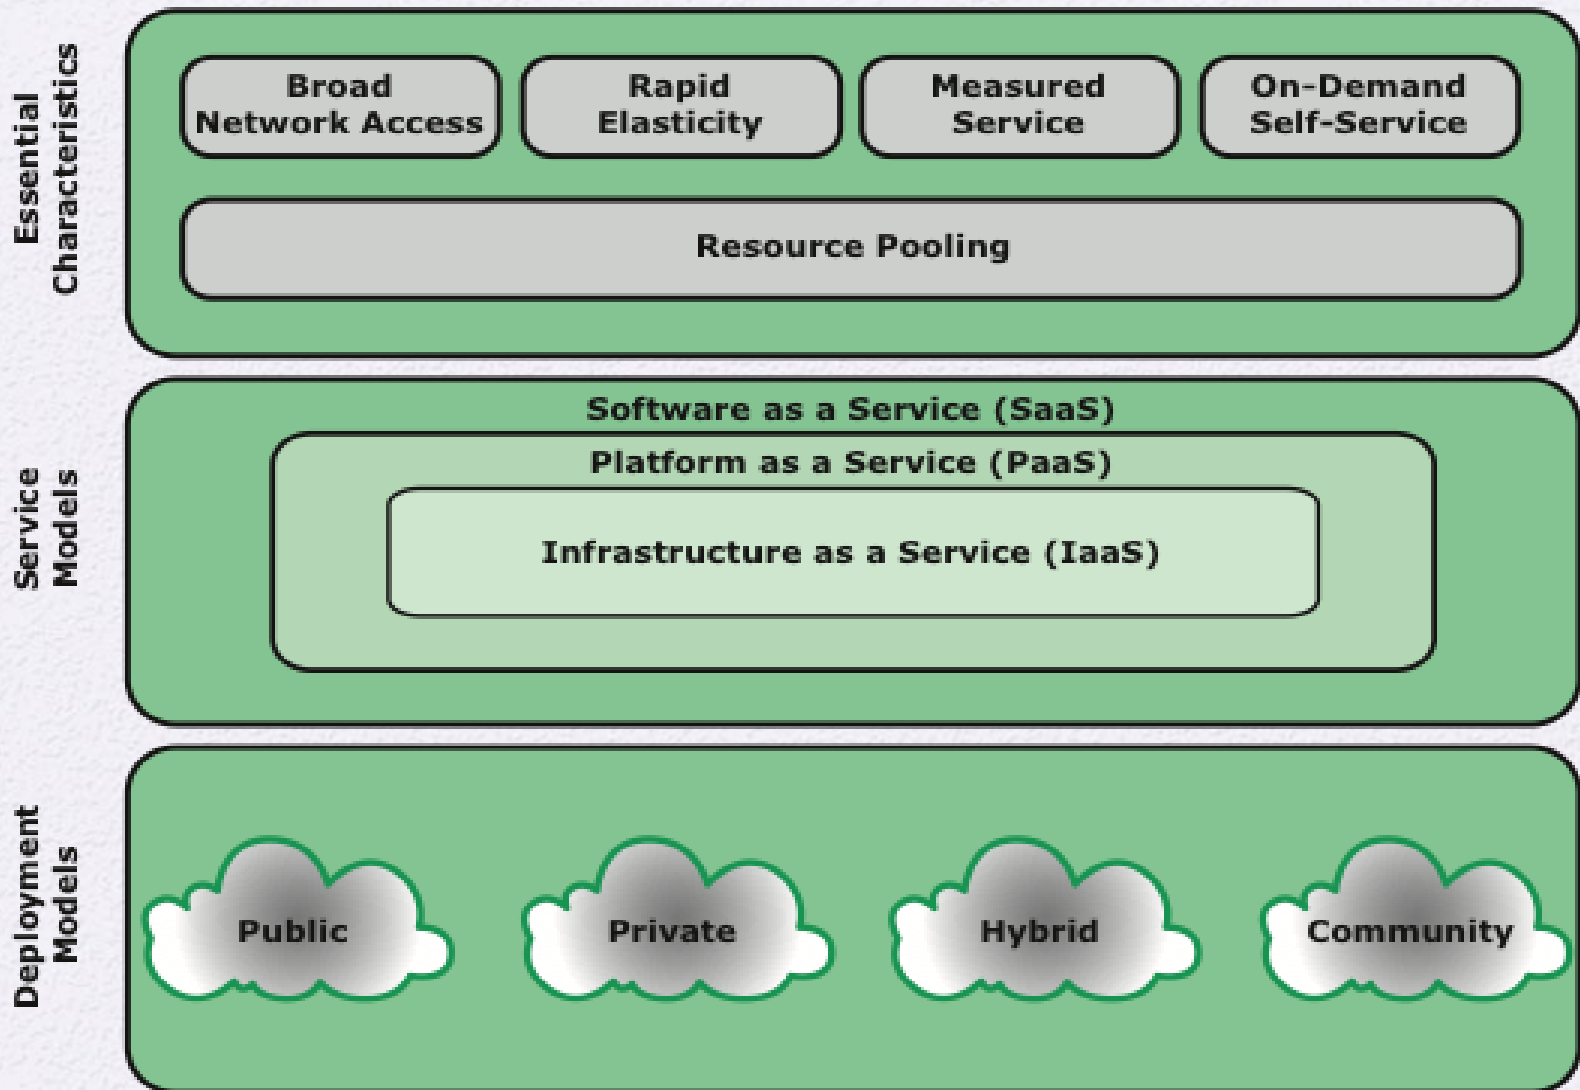 Essential
Characteristics
Broad
Network Access
Rapid
Elasticity
Measured
Service
On-Demand
Self-Service
Resource Pooling
Service
Models
Software as a Service (SaaS)
Platform as a Service (PaaS)
Infrastructure as a Service (IaaS)
Deployment
Models
Public
Private
Hybrid
Community